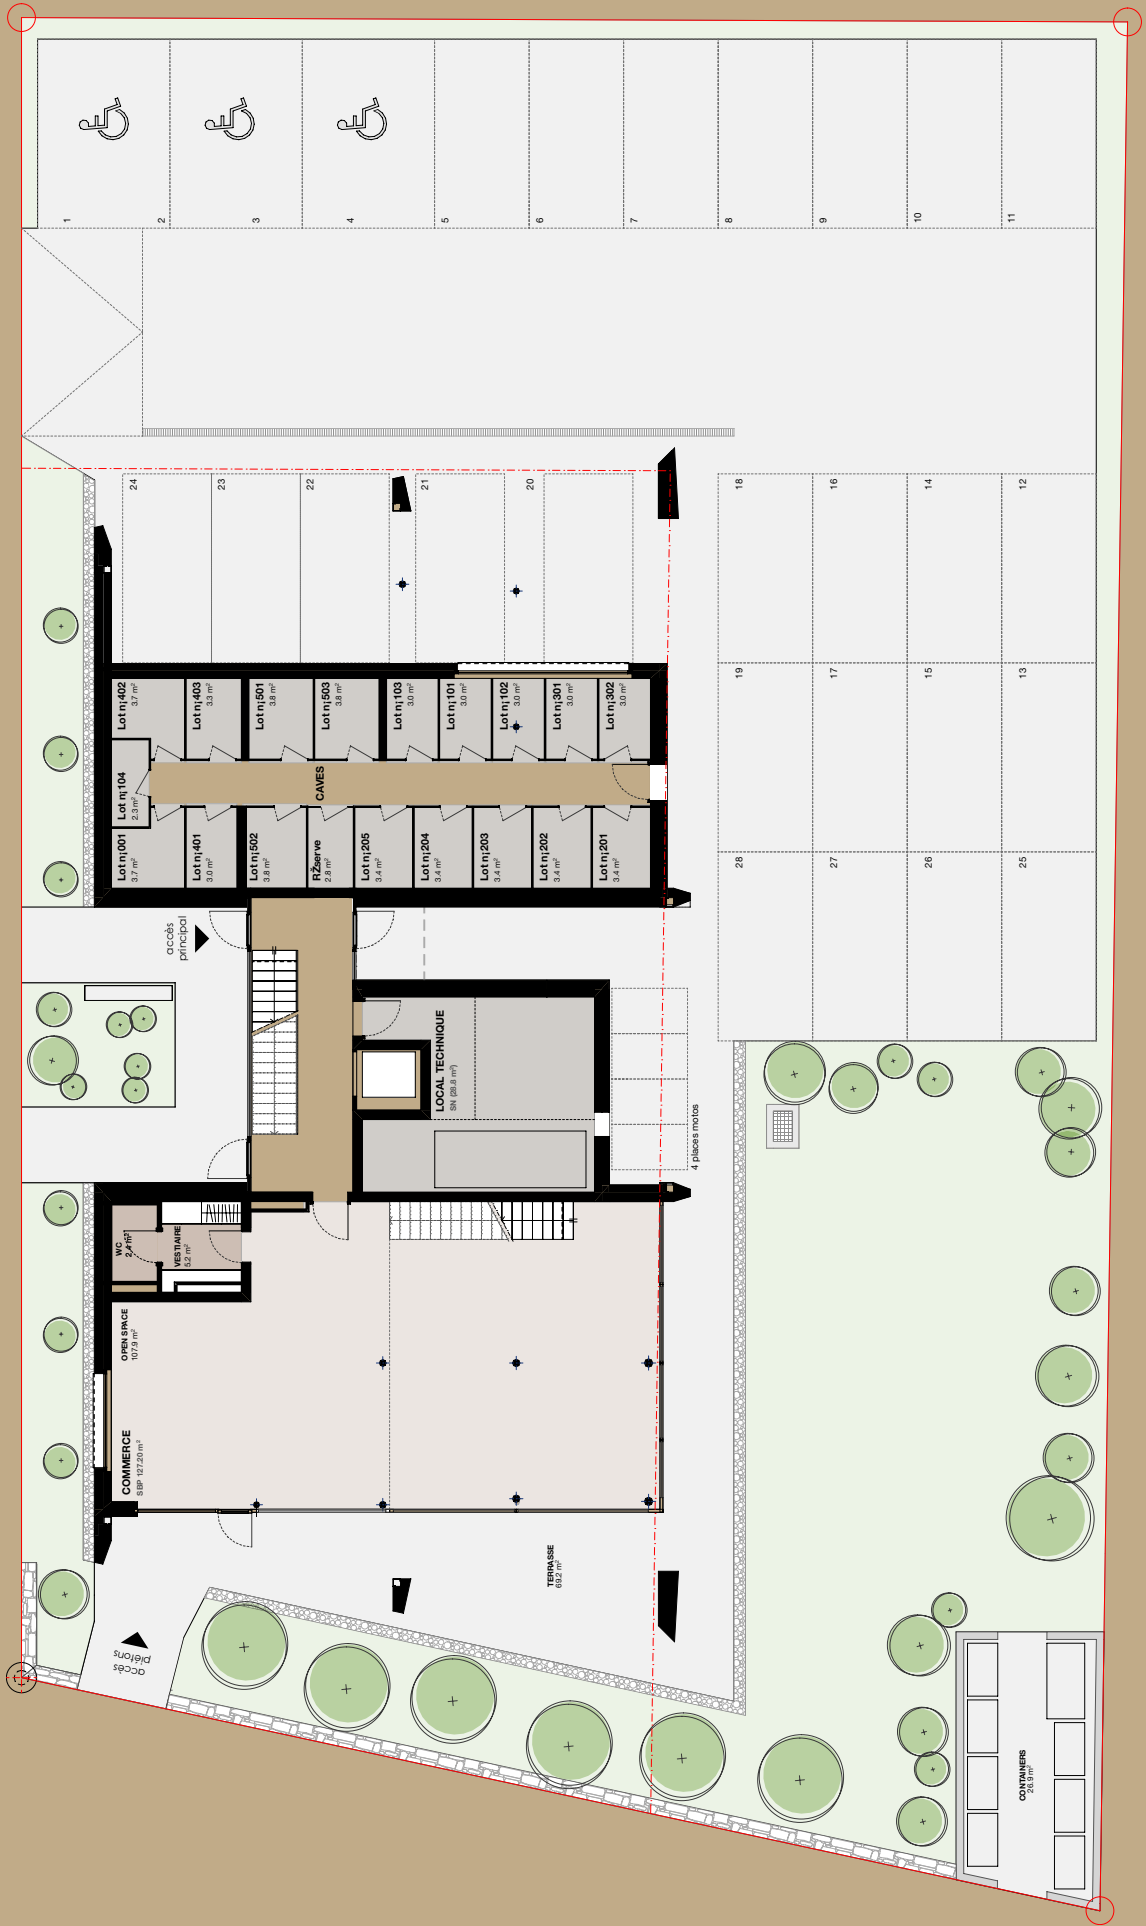 1
2
3
4
5
6
7
8
9
10
11
24
23
22
21
20
18
16
14
12
19
17
15
13
28
27
26
25
Lot n¡402
3.7 m²
Lot n¡403
3.3 m²
Lot n¡501
3.8 m²
Lot n¡503
3.8 m²
Lot n¡103
3.0 m²
Lot n¡101
3.0 m²
Lot n¡102
3.0 m²
Lot n¡301
3.0 m²
Lot n¡302
3.0 m²
Lot n¡104
2.3 m²
CAVES
Lot n¡001
3.7 m²
Lot n¡401
3.0 m²
Lot n¡502
3.8 m²
RŽserve
2.8 m²
Lot n¡205
3.4 m²
Lot n¡204
3.4 m²
Lot n¡203
3.4 m²
Lot n¡202
3.4 m²
Lot n¡201
3.4 m²
accès
principal
LOCAL TECHNIQUE
SN (28.8 m²)
4 places motos
WC
2.4 m²
VESTIAIRE
5.2 m²
OPEN SPACE
107.9 m²
COMMERCE
SBP 127.20 m²
TERRASSE
69.2 m²
accès
piétons
CONTAINERS
26.9 m²